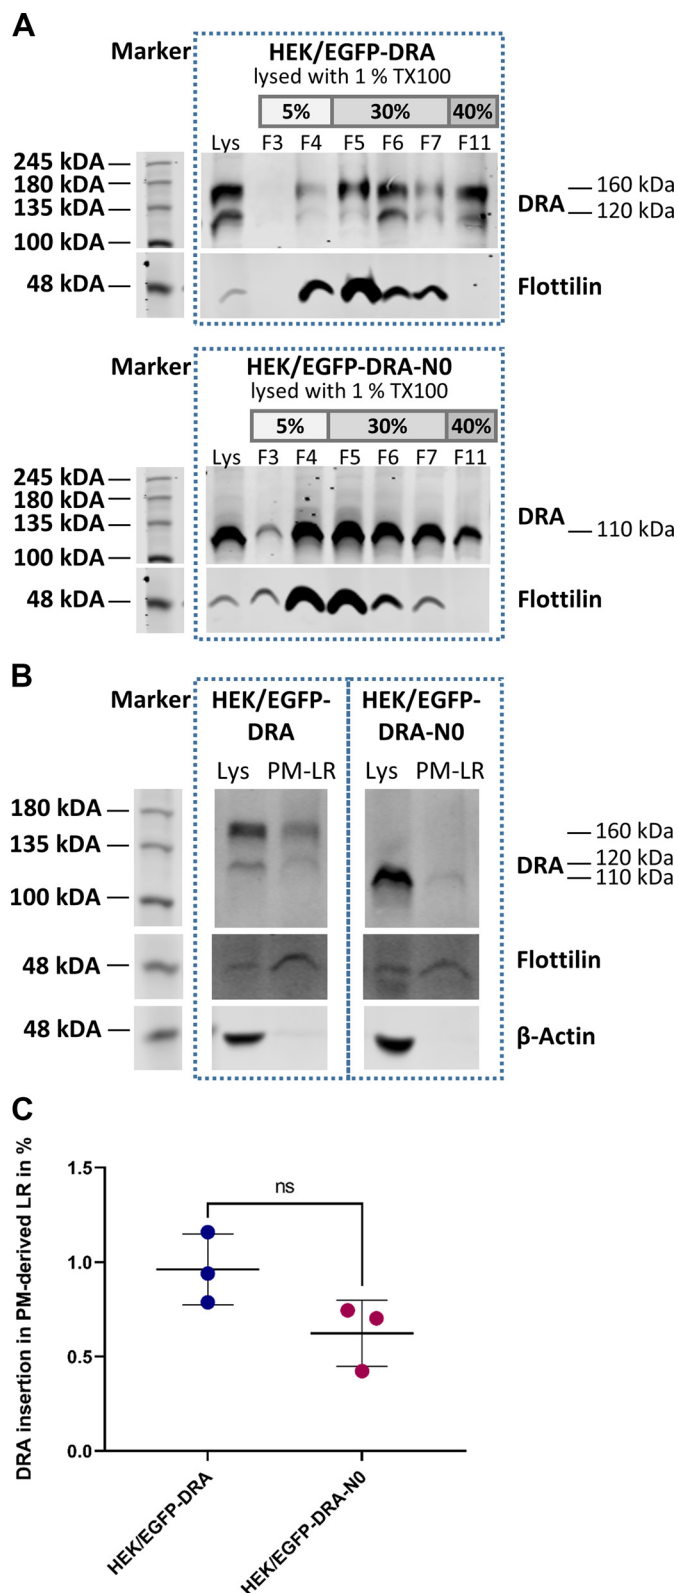 A
Marker
HEK/EGFP-DRA
lysed with 1 % TX100
5%
30%
40%
Lys F3 F4 F5 F6 F7 F11
245 kDA
180 kDA
135 kDA
100 kDA
DRA
160 kDa
120 kDa
48 kDA
Flottilin
Marker
HEK/EGFP-DRA-N0
lysed with 1 % TX100
5%
30%
40%
Lys F3 F4 F5 F6 F7 F11
245 kDA
180 kDA
135 kDA
100 kDA
DRA
110 kDa
48 kDA
Flottilin
B
Marker
HEK/EGFP-
DRA
HEK/EGFP-
DRA-N0
Lys PM-LR
Lys PM-LR
180 kDA
135 kDA
100 kDA
DRA
160 kDa
120 kDa
110 kDa
48 kDA
Flottilin
48 kDA
β-Actin
C
DRA insertion in PM-derived LR in %
1.5
1.0
0.5
0.0
ns
HEK/EGFP-DRA
HEK/EGFP-DRA-N0